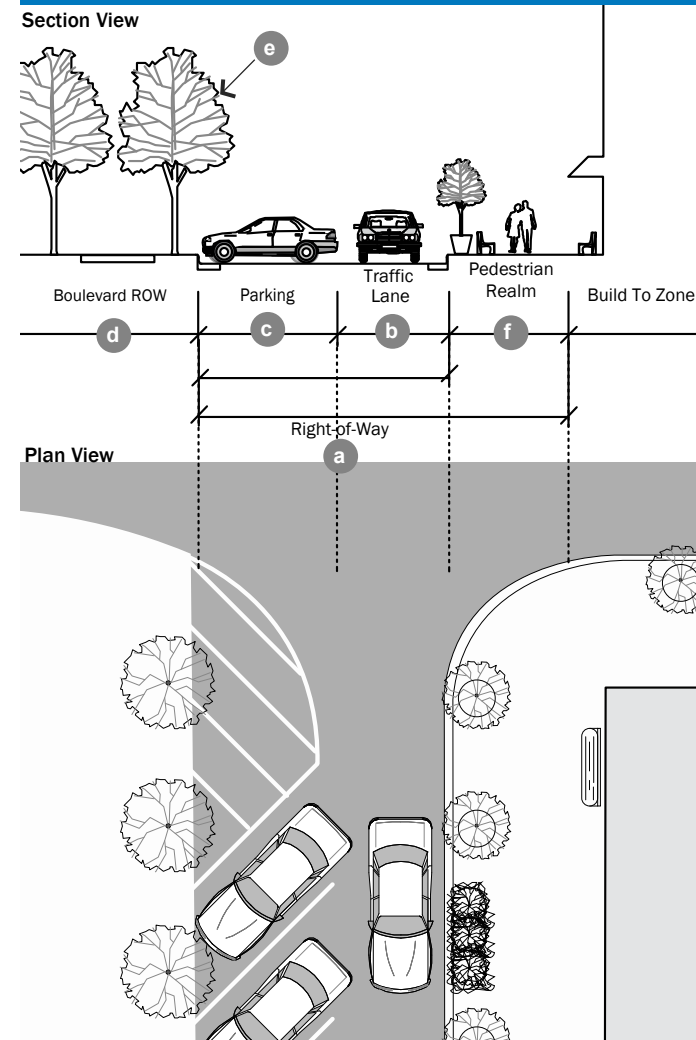 Section View
e
Boulevard ROW
Parking
Traffic
Lane
Pedestrian
Realm
Build To Zone
d
c
b
f
Right-of-Way
a
Plan View